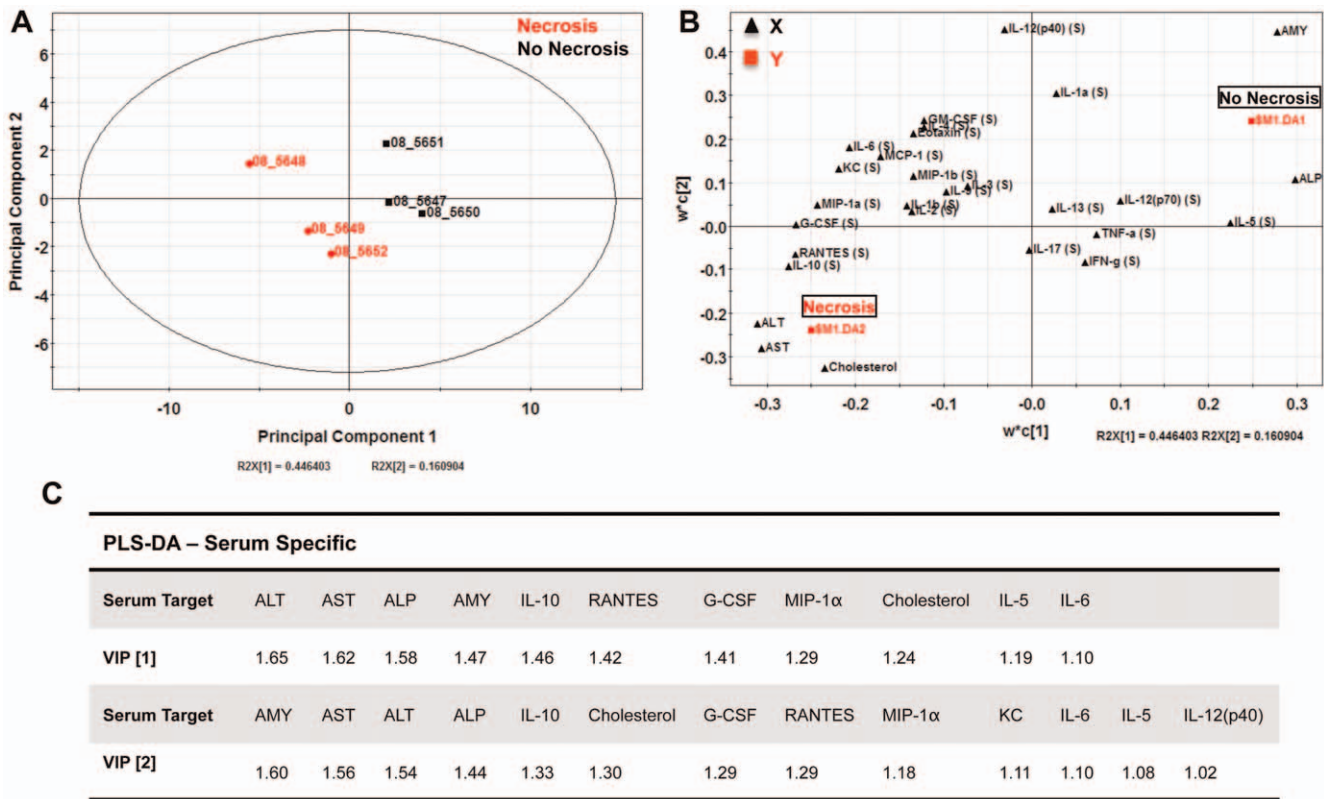 A
Necrosis
No Necrosis
6
4
2
0
-2
-4
-6
Principal Component 2
08_5651
08_5648
08_5647
08_5650
08_5649
08_5652
-10
0
10
Principal Component 1
R2X[1] = 0.446403
R2X[2] = 0.160904
B
X
Y
0.4
0.3
0.2
0.1
-0.0
-0.1
-0.2
-0.3
w*c[2]
IL-12(p40) (S)
AMY
IL-1a (S)
No Necrosis
$M1.DA1
GM-CSF (S)
IL-4 (S)
Eotaxin (S)
IL-6 (S)
MCP-1 (S)
KC (S)
MIP-1b (S)
IL-3 (S)
IL-9 (S)
ALP
MIP-1a (S)
IL-1b (S)
IL-2 (S)
IL-13 (S)
IL-12(p70) (S)
G-CSF (S)
IL-5 (S)
TNF-a (S)
RANTES (S)
IL-17 (S)
IL-10 (S)
IFN-g (S)
Necrosis
$M1.DA2
ALT
AST
Cholesterol
-0.3
-0.2
-0.1
-0.0
0.1
0.2
0.3
w*c[1]
R2X[1] = 0.446403 R2X[2] = 0.160904
C
PLS-DA – Serum Specific
Serum Target ALT AST ALP AMY IL-10 RANTES G-CSF MIP-1α Cholesterol IL-5 IL-6
VIP [1] 1.65 1.62 1.58 1.47 1.46 1.42 1.41 1.29 1.24 1.19 1.10
Serum Target AMY AST ALT ALP IL-10 Cholesterol G-CSF RANTES MIP-1α KC IL-6 IL-5 IL-12(p40)
VIP [2] 1.60 1.56 1.54 1.44 1.33 1.30 1.29 1.29 1.18 1.11 1.10 1.08 1.02